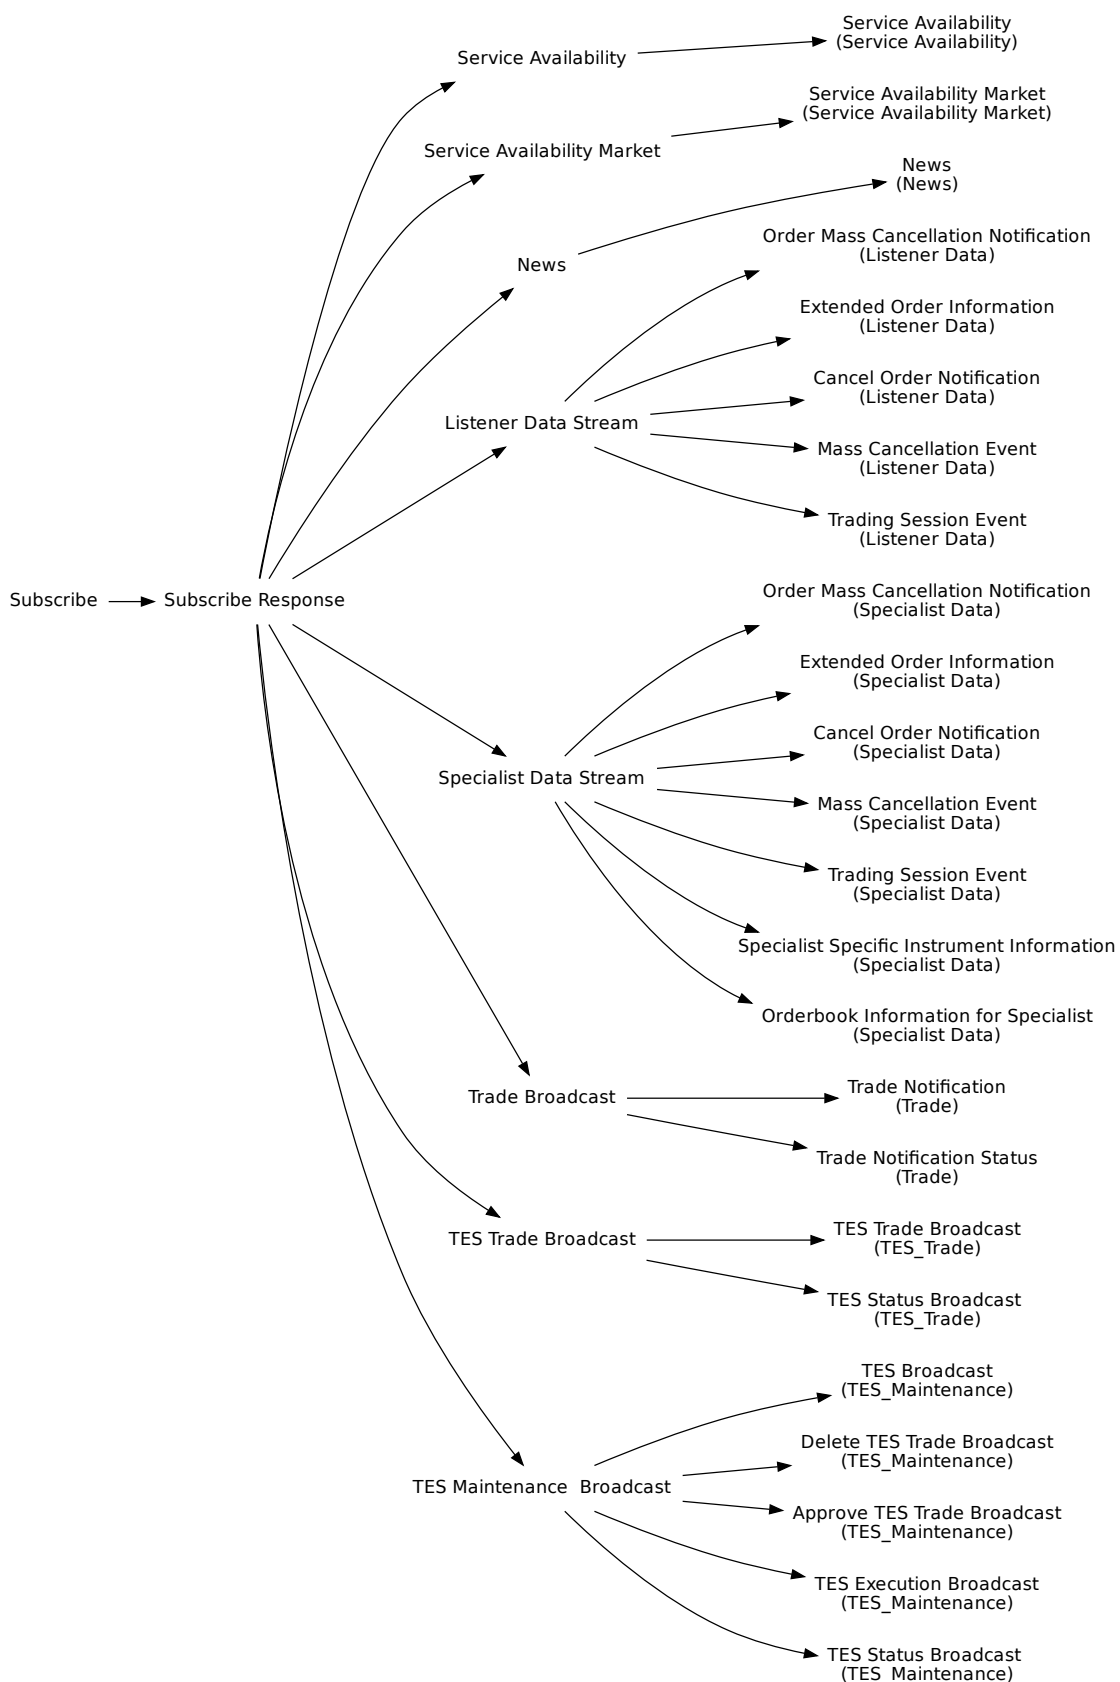 Service Availability
(Service Availability)
Service Availability
Service Availability Market
(Service Availability Market)
Service Availability Market
News
(News)
Order Mass Cancellation Notification
(Listener Data)
News
Extended Order Information
(Listener Data)
Cancel Order Notification
(Listener Data)
Listener Data Stream
Mass Cancellation Event
(Listener Data)
Trading Session Event
(Listener Data)
Order Mass Cancellation Notification
(Specialist Data)
Subscribe
Subscribe Response
Extended Order Information
(Specialist Data)
Cancel Order Notification
(Specialist Data)
Specialist Data Stream
Mass Cancellation Event
(Specialist Data)
Trading Session Event
(Specialist Data)
Specialist Specific Instrument Information
(Specialist Data)
Orderbook Information for Specialist
(Specialist Data)
Trade Broadcast
Trade Notification
(Trade)
Trade Notification Status
(Trade)
TES Trade Broadcast
TES Trade Broadcast
(TES_Trade)
TES Status Broadcast
(TES_Trade)
TES Broadcast
(TES_Maintenance)
Delete TES Trade Broadcast
(TES_Maintenance)
TES Maintenance  Broadcast
Approve TES Trade Broadcast
(TES_Maintenance)
TES Execution Broadcast
(TES_Maintenance)
TES Status Broadcast
(TES_Maintenance)